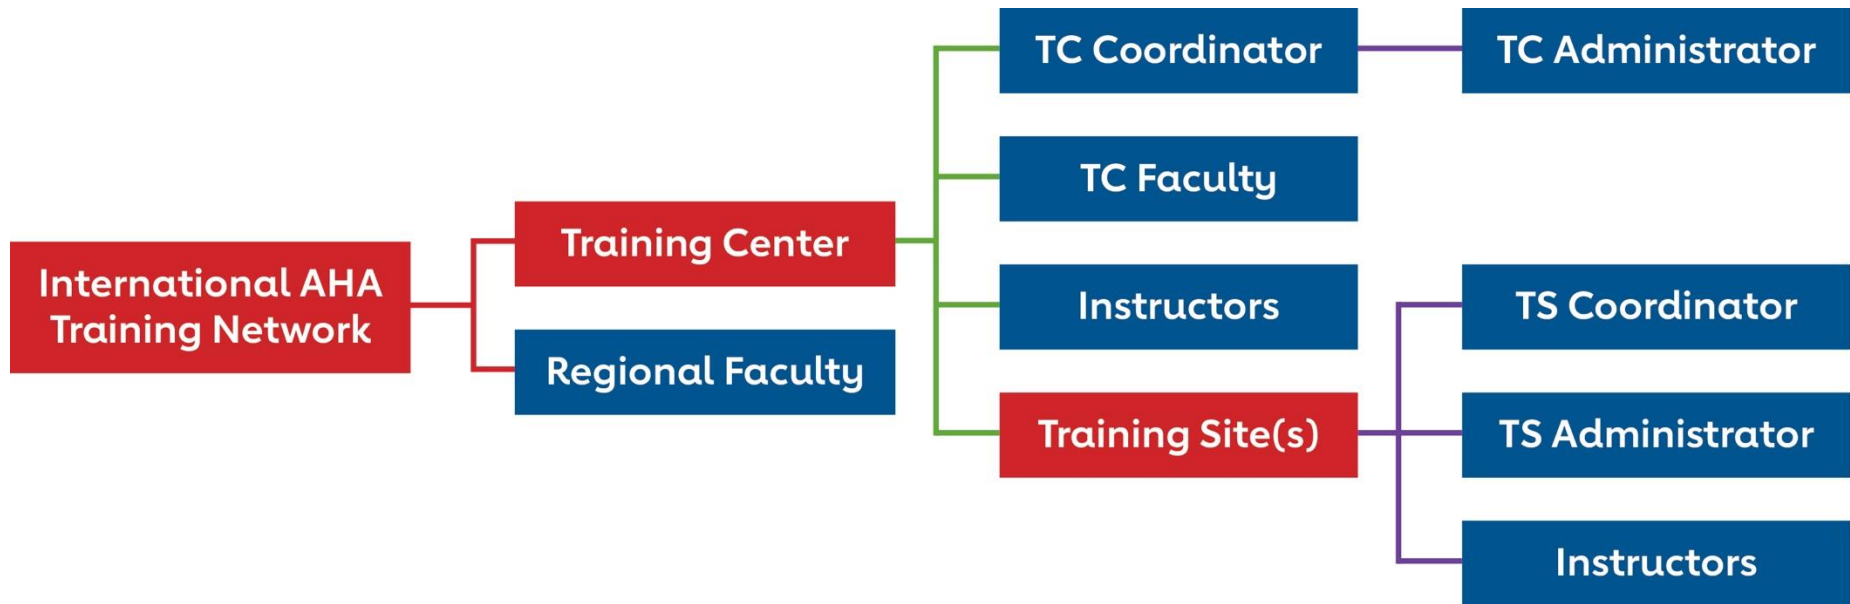 International AHA
Training Network
Training Center
Regional Faculty
TC Coordinator
TC Faculty
Instructors
Training Site(s)
TC Administrator
TS Coordinator
TS Administrator
Instructors